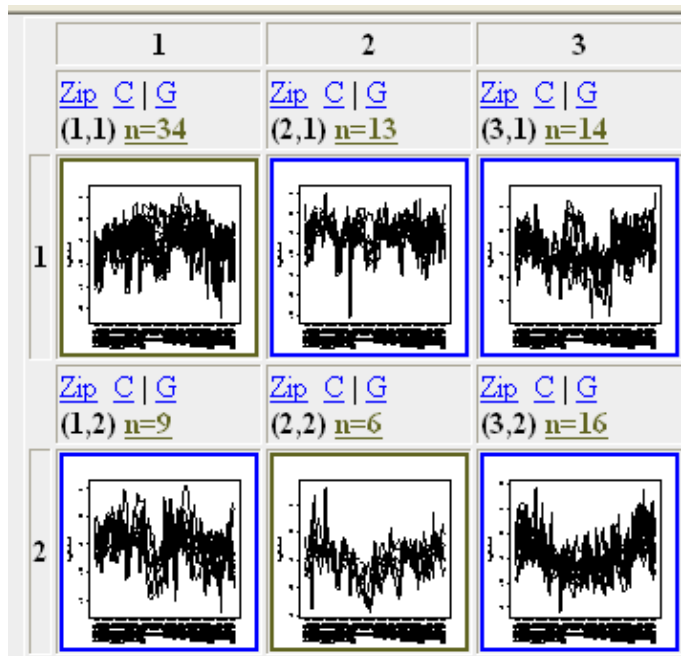 1 2 3
Zip C | G Zip C | G Zip C | G
(1,1) n=34 (2,1) n=13 (3,1) n=14
1
Zip C | G Zip C | G Zip C | G
(1,2) n=9 (2,2) n=6 (3,2) n=16
2